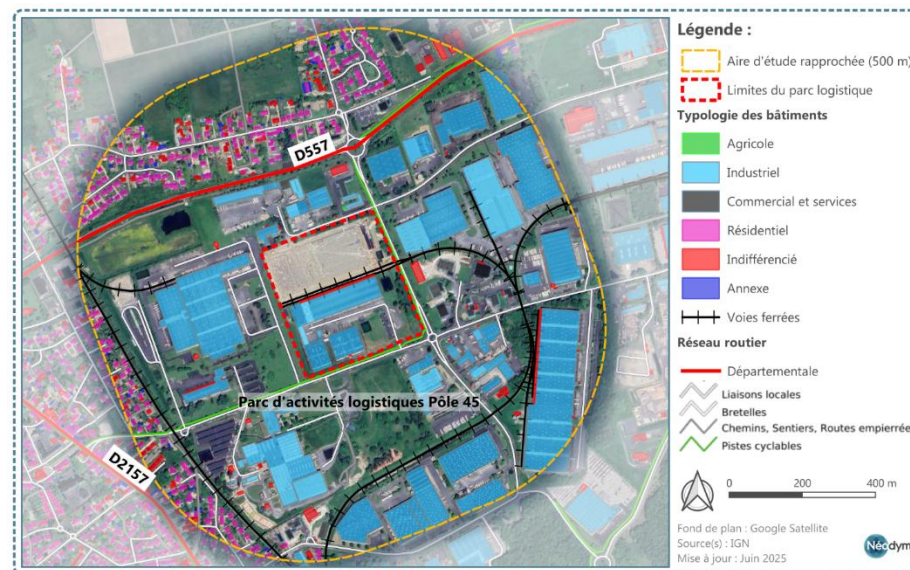 D557
Parc d'activités logistiques Pôle 45
D2157
Légende :
Aire d'étude rapprochée (500 m)
Limites du parc logistique
Typologie des bâtiments
Agricole
Industriel
Commercial et services
Résidentiel
Indifférencié
Annexe
Voies ferrées
Réseau routier
Départementale
Liaisons locales
Bretelles
Chemins, Sentiers, Routes empierrée
Pistes cyclables
0 200 400 m
Fond de plan : Google Satellite
Source(s) : IGN
Mise à jour : Juin 2025
Néodym